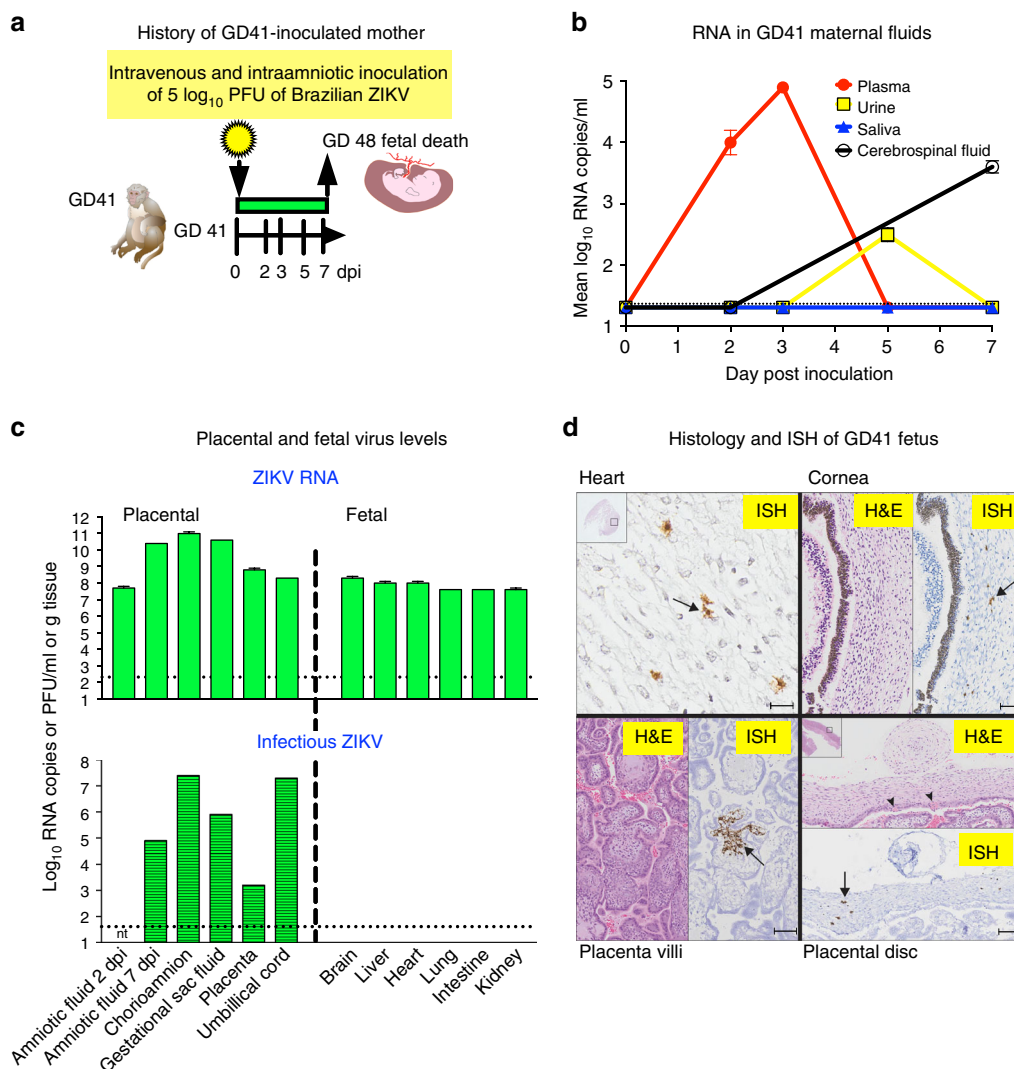 a
History of GD41-inoculated mother
Intravenous and intraamniotic inoculation
of 5 log10 PFU of Brazilian ZIKV
GD 48 fetal death
GD41
GD 41
0 2 3 5 7 dpi
b
RNA in GD41 maternal fluids
Mean log10 RNA copies/ml
5
4
3
2
1
Plasma
Urine
Saliva
Cerebrospinal fluid
0 1 2 3 4 5 6 7
Day post inoculation
c
Placental and fetal virus levels
ZIKV RNA
Log10 RNA copies or PFU/ml or g tissue
12
11
10
9
8
7
6
5
4
3
2
1
Placental
Fetal
Infectious ZIKV
8
7
6
5
4
3
2
1
nt
Amniotic fluid 2 dpi
Amniotic fluid 7 dpi
Chorioamnion
Gestational sac fluid
Placenta
Umbillical cord
Brain
Liver
Heart
Lung
Intestine
Kidney
d
Histology and ISH of GD41 fetus
Heart
Cornea
ISH
H&E
ISH
H&E
ISH
H&E
ISH
Placenta villi
Placental disc